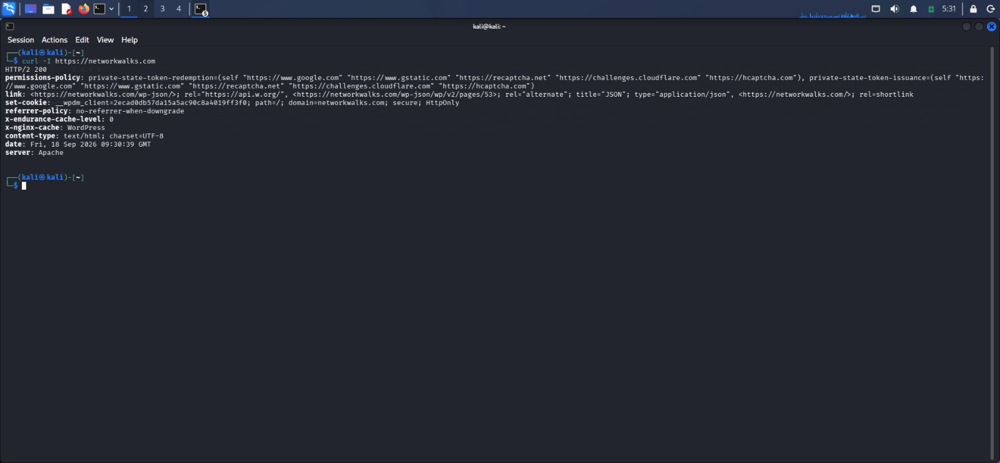 1 2 3 4 5 5:31
kali@kali: ~
Session Actions Edit View Help
┌──(kali㉿kali)-[~]
└─$ curl -I https://networkwalks.com
HTTP/2 200
permissions-policy: private-state-token-redemption=(self "https://www.google.com" "https://www.gstatic.com" "https://recaptcha.net" "https://challenges.cloudflare.com" "https://hcaptcha.com"), private-state-token-issuance=(self "https:
//www.google.com" "https://www.gstatic.com" "https://recaptcha.net" "https://challenges.cloudflare.com" "https://hcaptcha.com")
link: <https://networkwalks.com/wp-json/>; rel="https://api.w.org/", <https://networkwalks.com/wp-json/wp/v2/pages/53>; rel="alternate"; title="JSON"; type="application/json", <https://networkwalks.com/>; rel=shortlink
set-cookie: __wpdm_client=2ecad0db57da15a5ac90c8a4019ff3f0; path=/; domain=networkwalks.com; secure; HttpOnly
referrer-policy: no-referrer-when-downgrade
x-endurance-cache-level: 0
x-nginx-cache: WordPress
content-type: text/html; charset=UTF-8
date: Fri, 18 Sep 2026 09:30:39 GMT
server: Apache
┌──(kali㉿kali)-[~]
└─$